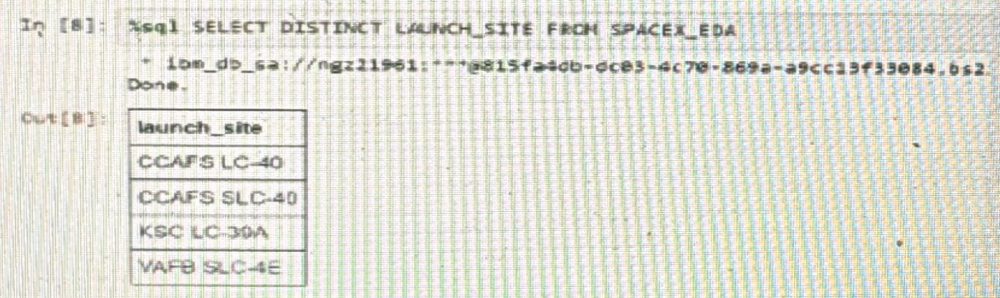 In [8]: %sql SELECT DISTINCT LAUNCH_SITE FROM SPACEX_EDA
* ibm_db_sa://ngz21961:***@815fa4db-dc03-4c70-869a-a9cc13f33084.bs2
Done.
Out[8]:
launch_site
CCAFS LC-40
CCAFS SLC-40
KSC LC-39A
VAFB SLC-4E